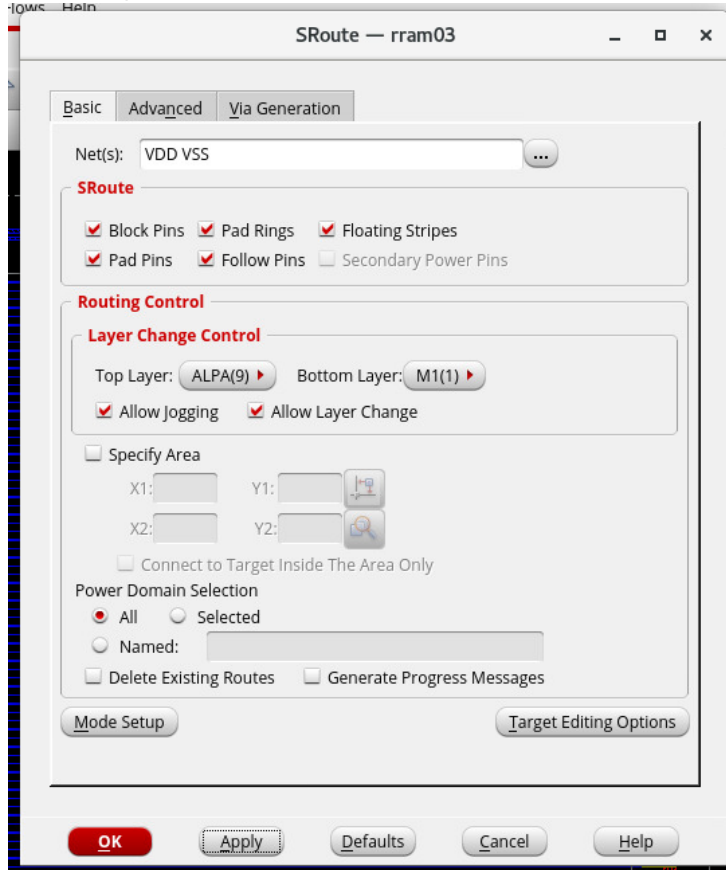 Flows Help
SRoute — rram03
Basic Advanced Via Generation
Net(s): VDD VSS ...
SRoute
Block Pins Pad Rings Floating Stripes
Pad Pins Follow Pins Secondary Power Pins
Routing Control
Layer Change Control
Top Layer: ALPA(9) Bottom Layer: M1(1)
Allow Jogging Allow Layer Change
Specify Area
X1: Y1:
X2: Y2:
Connect to Target Inside The Area Only
Power Domain Selection
All Selected
Named:
Delete Existing Routes Generate Progress Messages
Mode Setup Target Editing Options
OK Apply Defaults Cancel Help